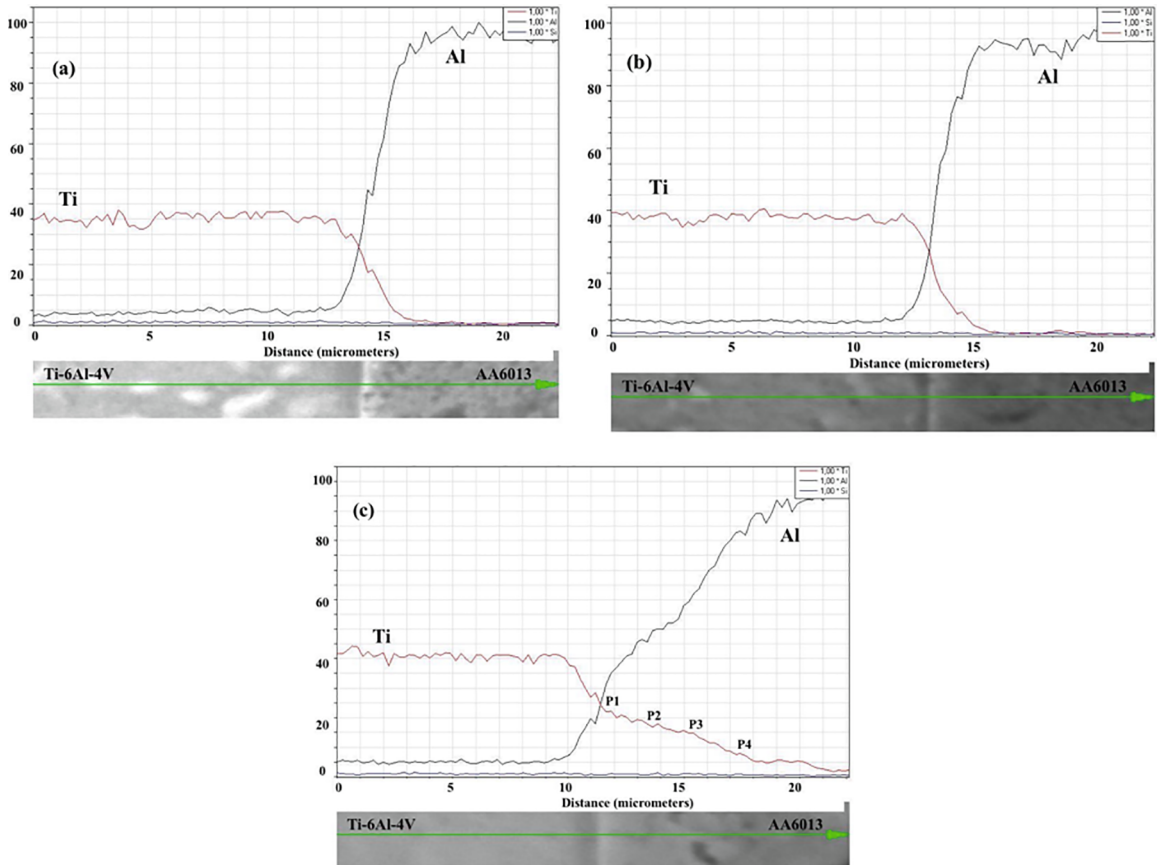 (a)
1,00 * Ti
1,00 * Al
1,00 * Si
100
80
60
40
20
0
Ti
Al
5
10
15
20
Distance (micrometers)
Ti-6Al-4V
AA6013
(b)
1,00 * Al
1,00 * Si
1,00 * Ti
100
80
60
40
20
0
Ti
Al
0
5
10
15
20
Distance (micrometers)
Ti-6Al-4V
AA6013
(c)
1,00 * Ti
1,00 * Al
1,00 * Si
100
80
60
40
20
0
Ti
Al
P1
P2
P3
P4
0
5
10
15
20
Distance (micrometers)
Ti-6Al-4V
AA6013